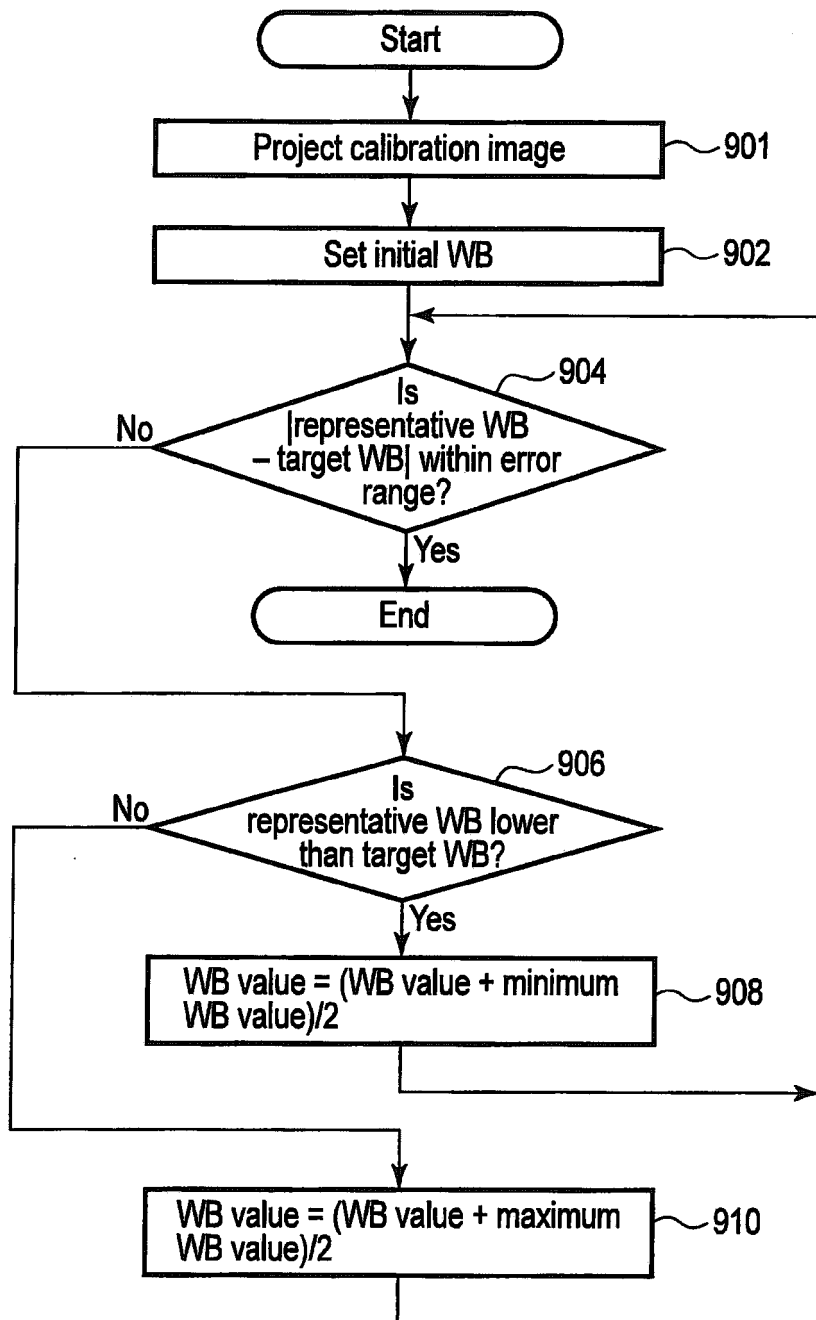 Start
Project calibration image
901
Set initial WB
902
904
Is
|representative WB
– target WB| within error
range?
No
Yes
End
906
Is
representative WB lower
than target WB?
No
Yes
WB value = (WB value + minimum
WB value)/2
908
WB value = (WB value + maximum
WB value)/2
910